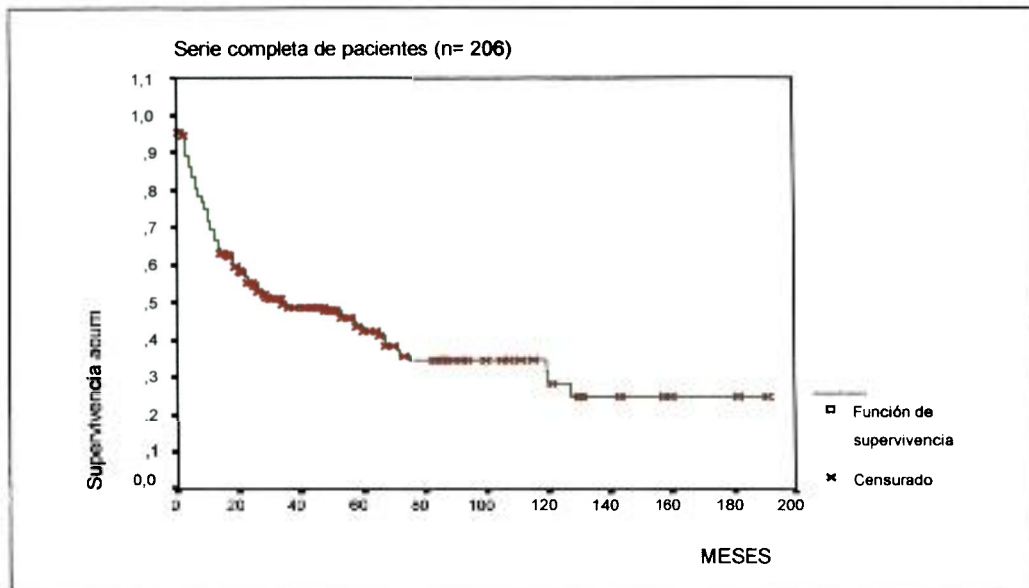 Serie completa de pacientes (n= 206)
1,1
1,0
,9
,8
,7
,6
,5
,4
,3
,2
,1
0,0
Supervivencia acum
0 20 40 60 80 100 120 140 160 180 200
MESES
Función de
supervivencia
Censurado